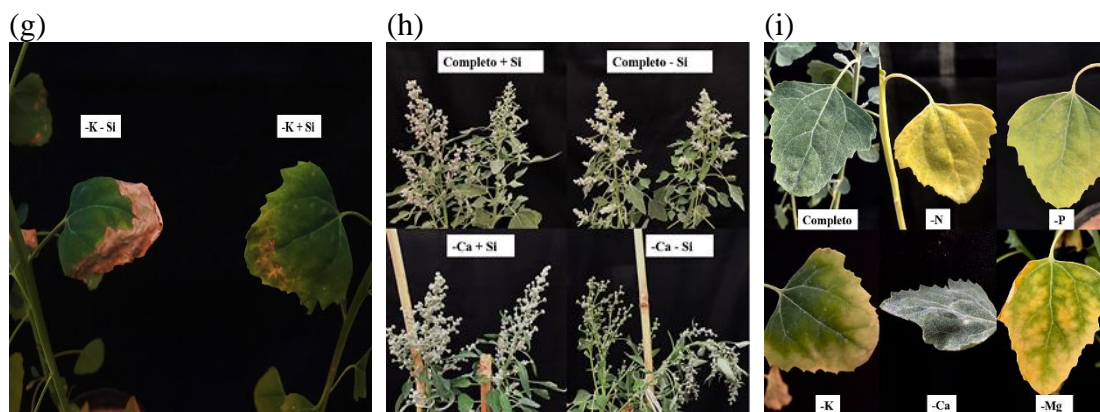 (g)
(h)
(i)
-K - Si
-K + Si
Completo + Si
Completo - Si
-Ca + Si
-Ca - Si
Completo
-N
-P
-K
-Ca
-Mg